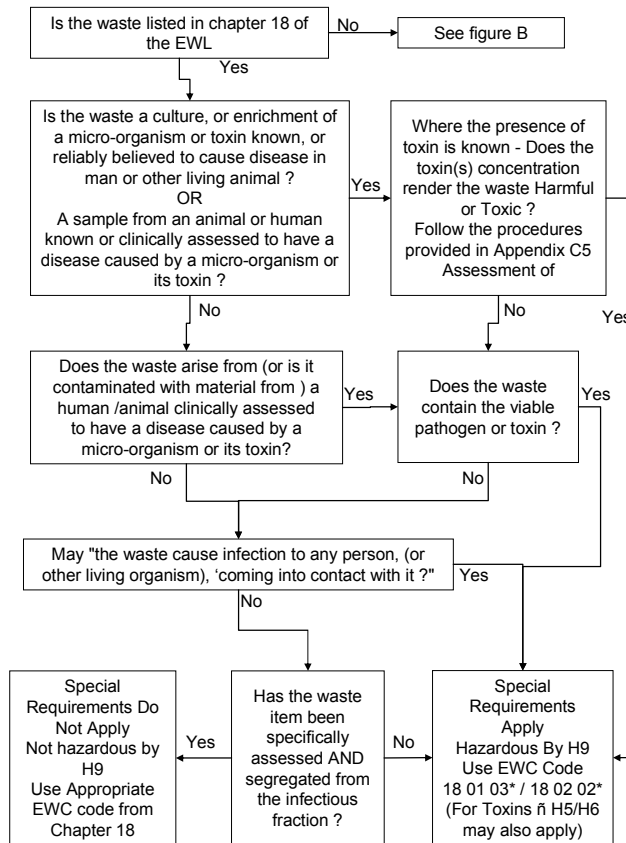 Is the waste listed in chapter 18 of
the EWL
No
See figure B
Yes
Is the waste a culture, or enrichment of
a micro-organism or toxin known, or
reliably believed to cause disease in
man or other living animal ?
OR
A sample from an animal or human
known or clinically assessed to have a
disease caused by a micro-organism or
its toxin ?
Yes
Where the presence of
toxin is known - Does the
toxin(s) concentration
render the waste Harmful
or Toxic ?
Follow the procedures
provided in Appendix C5
Assessment of
No
No
Yes
Does the waste arise from (or is it
contaminated with material from ) a
human /animal clinically assessed
to have a disease caused by a
micro-organism or its toxin?
Yes
Does the waste
contain the viable
pathogen or toxin ?
Yes
No
No
May "the waste cause infection to any person, (or
other living organism), ‘coming into contact with it ?"
Yes
No
Special
Requirements Do
Not Apply
Not hazardous by
H9
Use Appropriate
EWC code from
Chapter 18
Yes
Has the waste
item been
specifically
assessed AND
segregated from
the infectious
fraction ?
No
Special
Requirements
Apply
Hazardous By H9
Use EWC Code
18 01 03* / 18 02 02*
(For Toxins ñ H5/H6
may also apply)